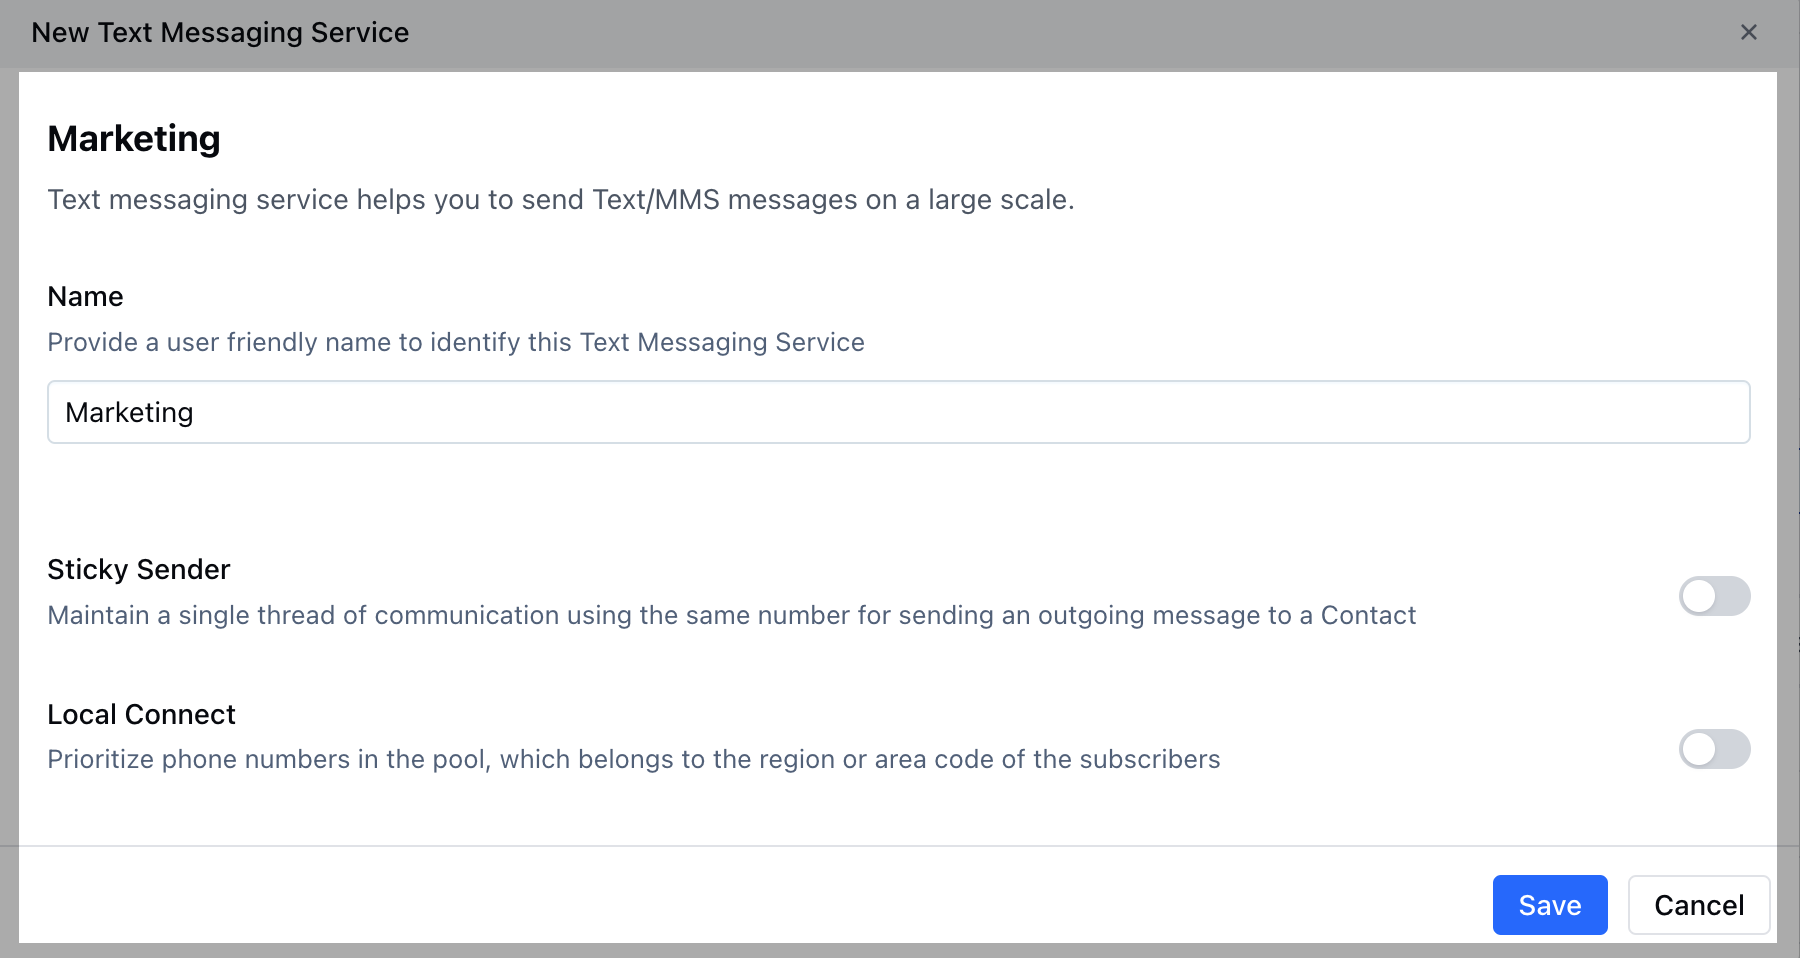 New Text Messaging Service
Marketing
Text messaging service helps you to send Text/MMS messages on a large scale.
Name
Provide a user friendly name to identify this Text Messaging Service
Marketing
Sticky Sender
Maintain a single thread of communication using the same number for sending an outgoing message to a Contact
Local Connect
Prioritize phone numbers in the pool, which belongs to the region or area code of the subscribers
Save
Cancel